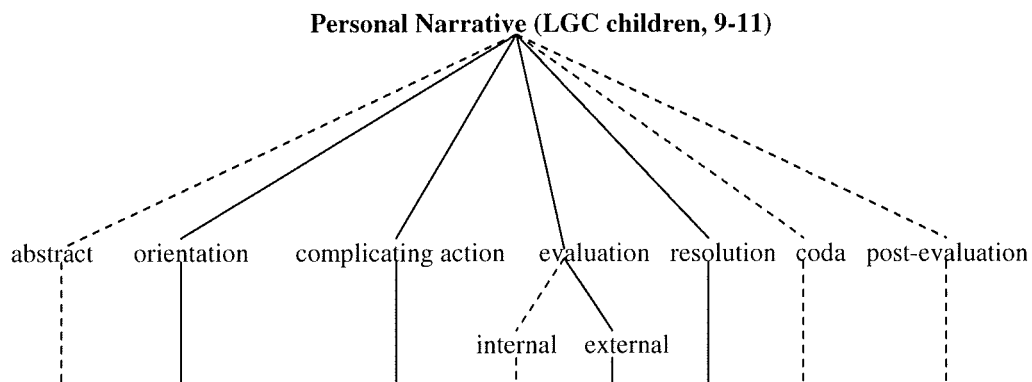 Personal Narrative (LGC children, 9-11)
abstract orientation complicating action evaluation resolution coda post-evaluation
internal external